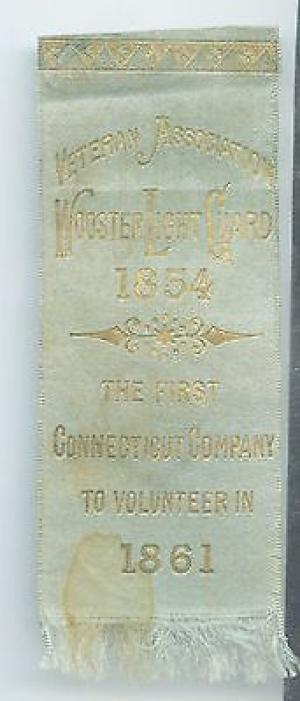 VETERAN ASSOCIATION
WOOSTER LIGHT GUARD
1854
THE FIRST
CONNECTICUT COMPANY
TO VOLUNTEER IN
1861